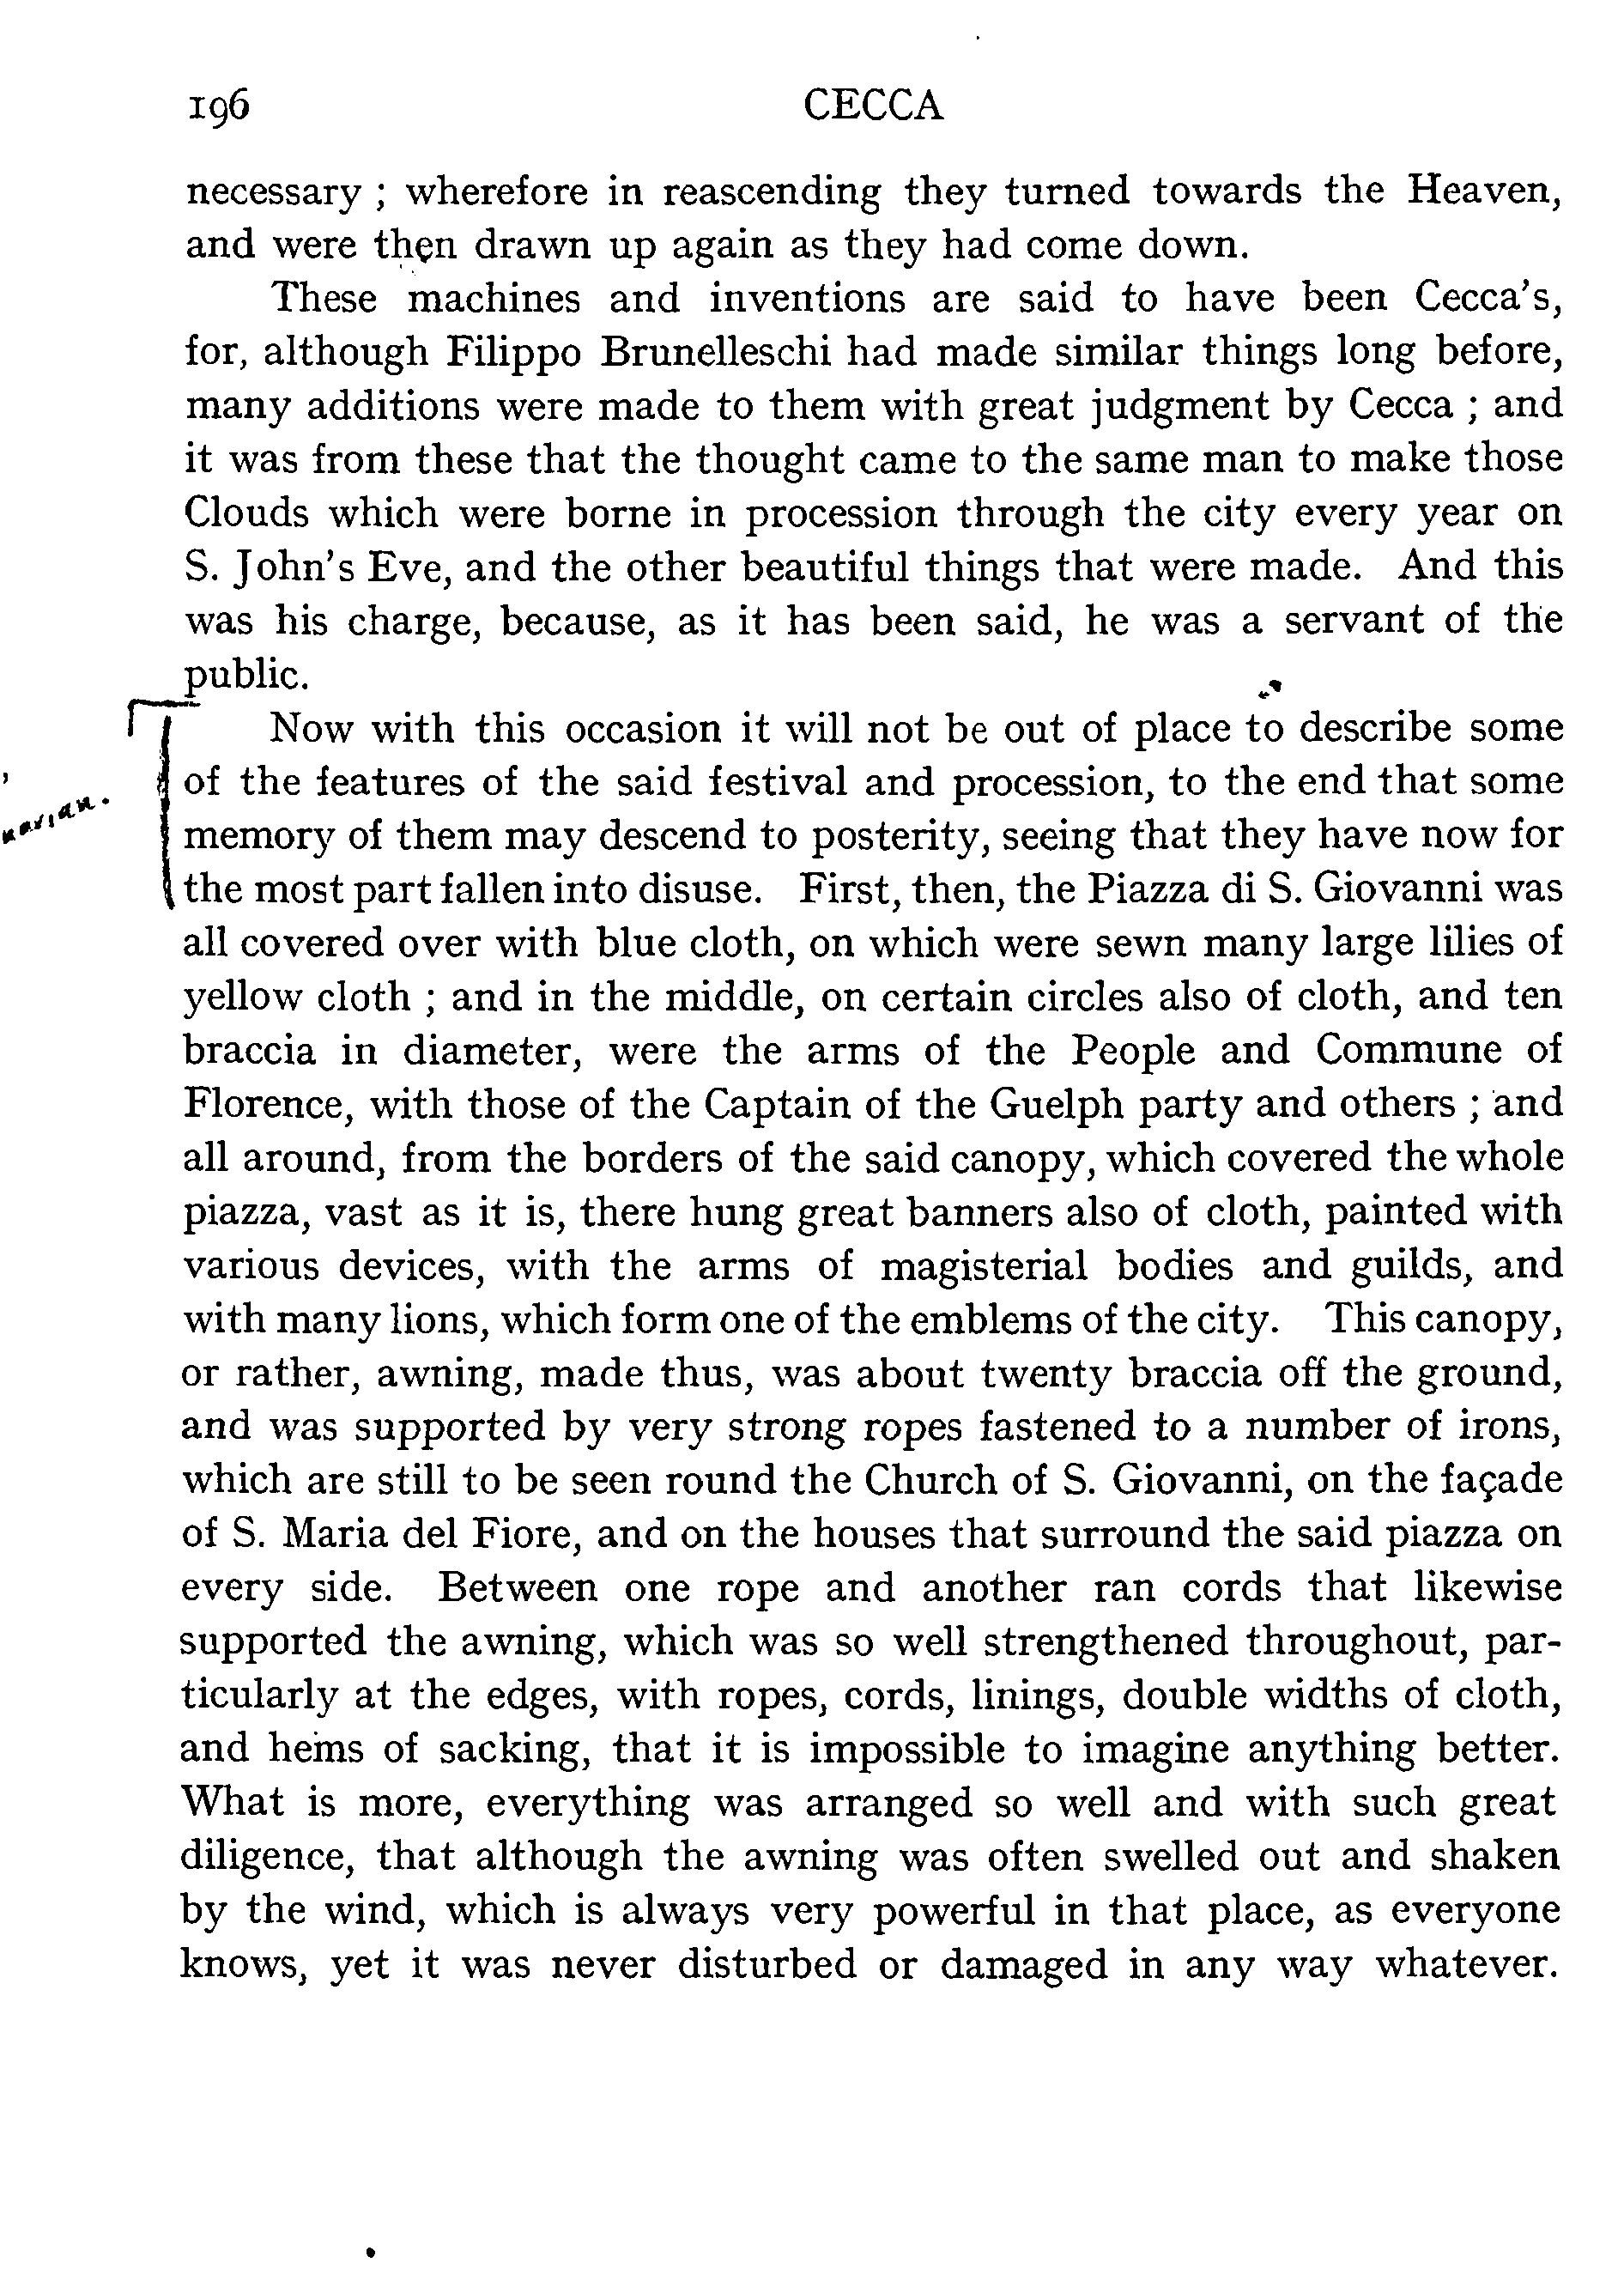 196 CECCA
necessary ; wherefore in reascending they turned towards the Heaven,
and were then drawn up again as they had come down.
These machines and inventions are said to have been Cecca's,
for, although Filippo Brunelleschi had made similar things long before,
many additions were made to them with great judgment by Cecca ; and
it was from these that the thought came to the same man to make those
Clouds which were borne in procession through the city every year on
S. John's Eve, and the other beautiful things that were made. And this
was his charge, because, as it has been said, he was a servant of the
public.
Now with this occasion it will not be out of place to describe some
of the features of the said festival and procession, to the end that some
memory of them may descend to posterity, seeing that they have now for
the most part fallen into disuse. First, then, the Piazza di S. Giovanni was
all covered over with blue cloth, on which were sewn many large lilies of
yellow cloth ; and in the middle, on certain circles also of cloth, and ten
braccia in diameter, were the arms of the People and Commune of
Florence, with those of the Captain of the Guelph party and others ; and
all around, from the borders of the said canopy, which covered the whole
piazza, vast as it is, there hung great banners also of cloth, painted with
various devices, with the arms of magisterial bodies and guilds, and
with many lions, which form one of the emblems of the city. This canopy,
or rather, awning, made thus, was about twenty braccia off the ground,
and was supported by very strong ropes fastened to a number of irons,
which are still to be seen round the Church of S. Giovanni, on the façade
of S. Maria del Fiore, and on the houses that surround the said piazza on
every side. Between one rope and another ran cords that likewise
supported the awning, which was so well strengthened throughout, par-
ticularly at the edges, with ropes, cords, linings, double widths of cloth,
and hems of sacking, that it is impossible to imagine anything better.
What is more, everything was arranged so well and with such great
diligence, that although the awning was often swelled out and shaken
by the wind, which is always very powerful in that place, as everyone
knows, yet it was never disturbed or damaged in any way whatever.